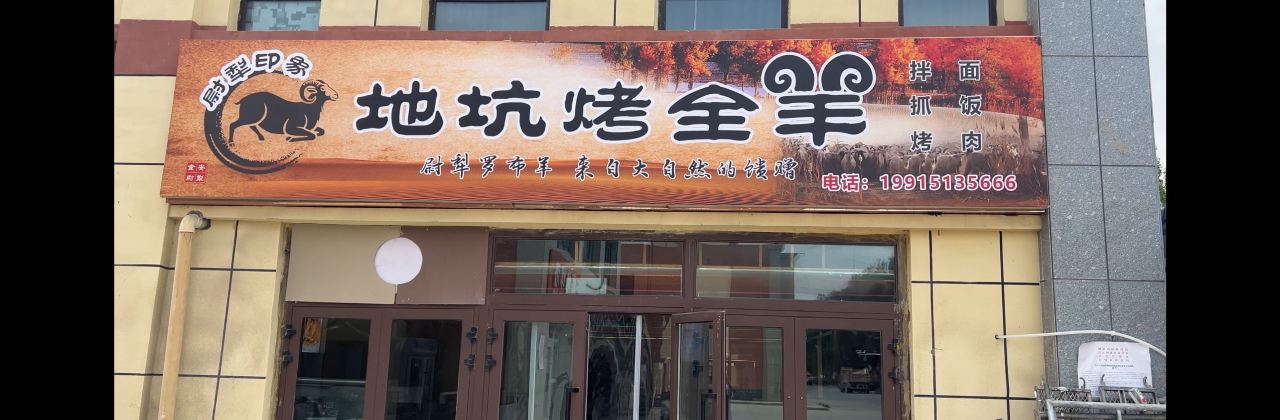 尉犁印象
地坑烤全羊
拌面
抓饭
烤肉
尉犁罗布羊 来自大自然的馈赠
电话：19915135666